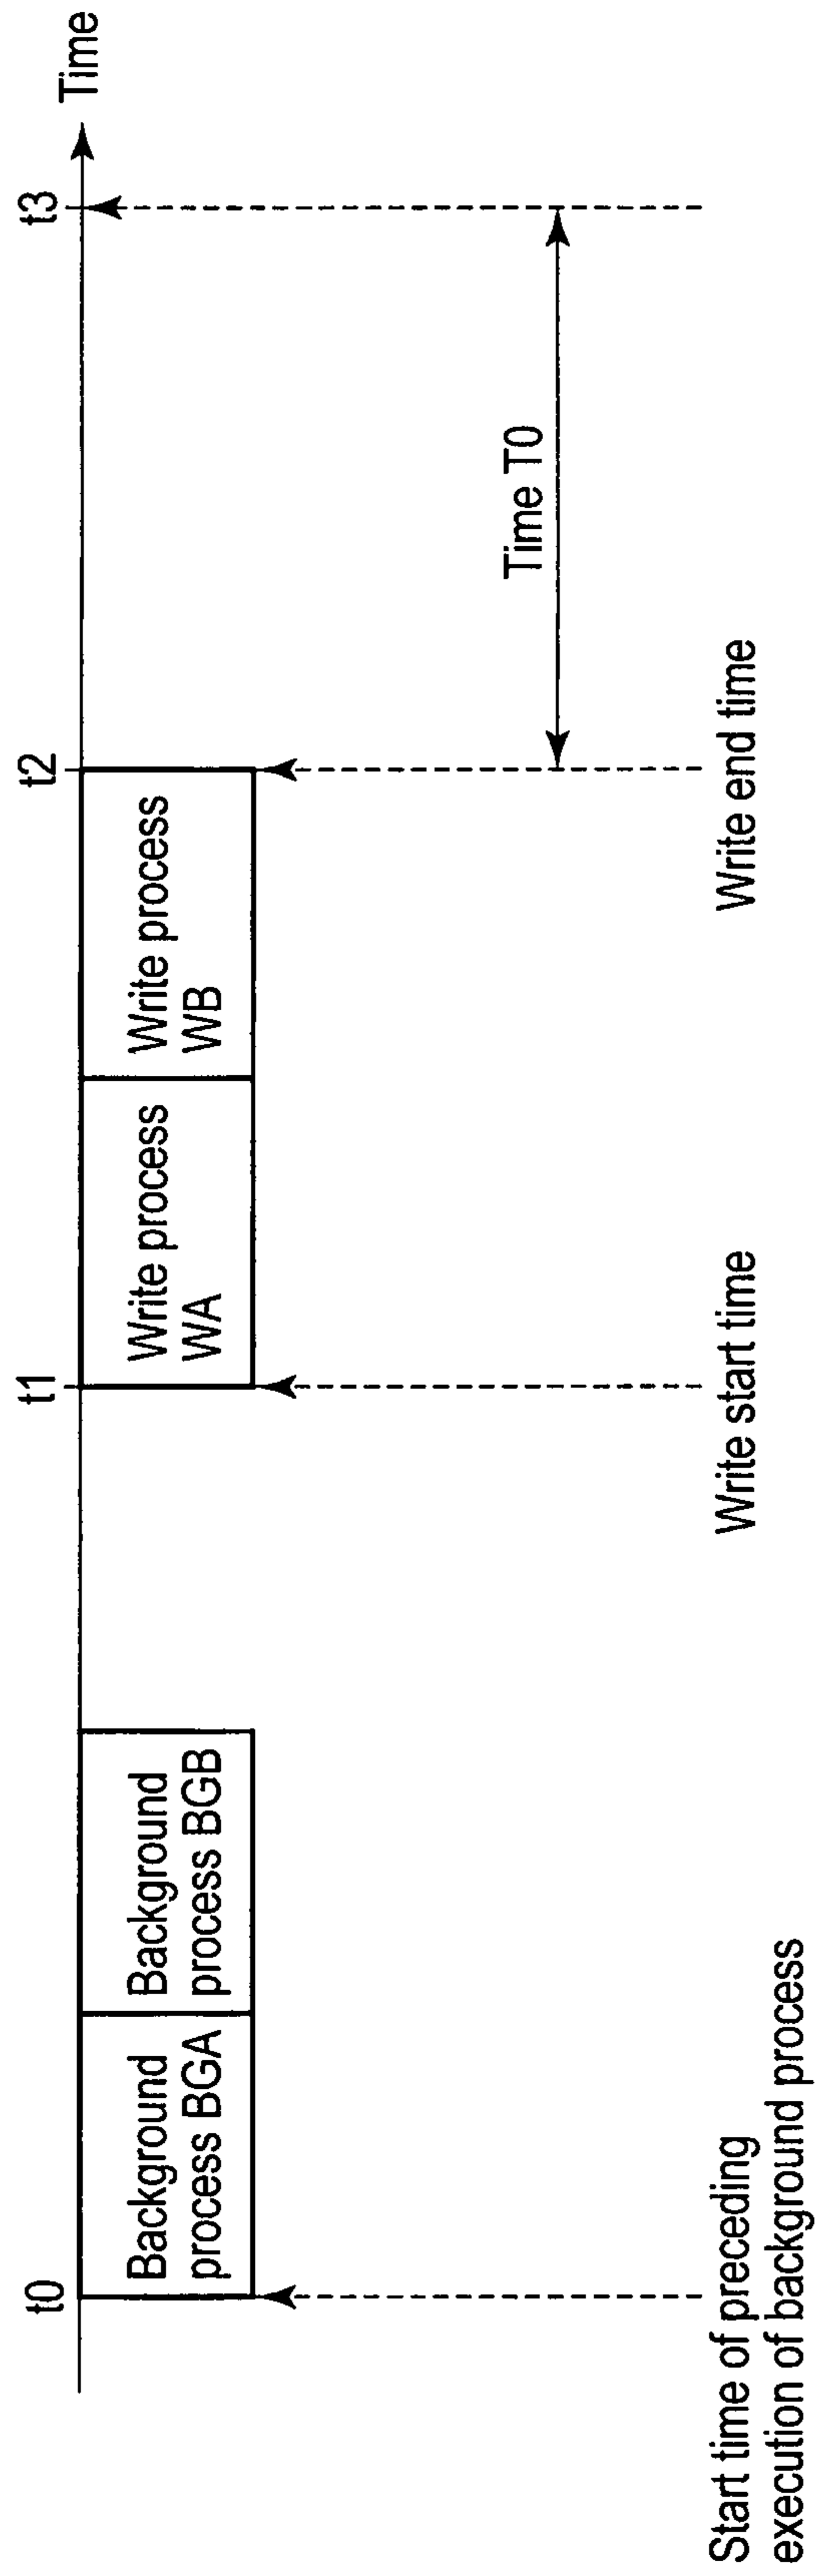 t0
t1
t2
t3
Time
Background
process BGA
Background
process BGB
Write process
WA
Write process
WB
Time T0
Start time of preceding
execution of background process
Write start time
Write end time